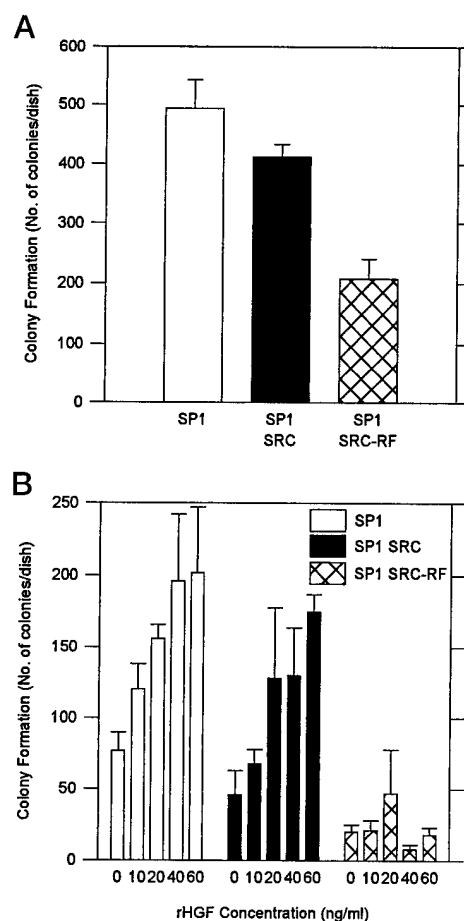 A
Colony Formation (No. of colonies/dish)
600
500
400
300
200
100
0
SP1
SP1
SRC
SP1
SRC-RF
B
Colony Formation (No. of colonies/dish)
250
200
150
100
50
0
SP1
SP1 SRC
SP1 SRC-RF
0 10 20 40 60 0 10 20 40 60 0 10 20 40 60
rHGF Concentration (ng/ml)